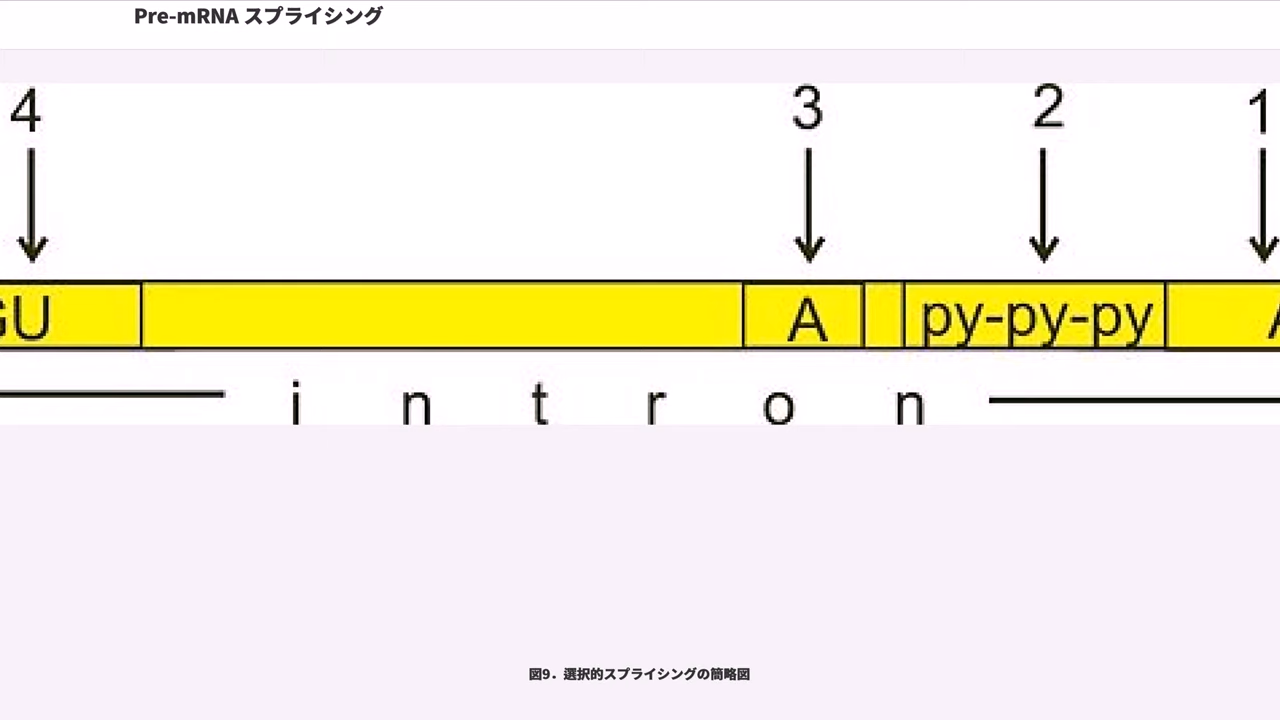 Pre-mRNA スプライシング
4 3 2 1
GU A py-py-py A
i n t r o n
図9．選択的スプライシングの簡略図